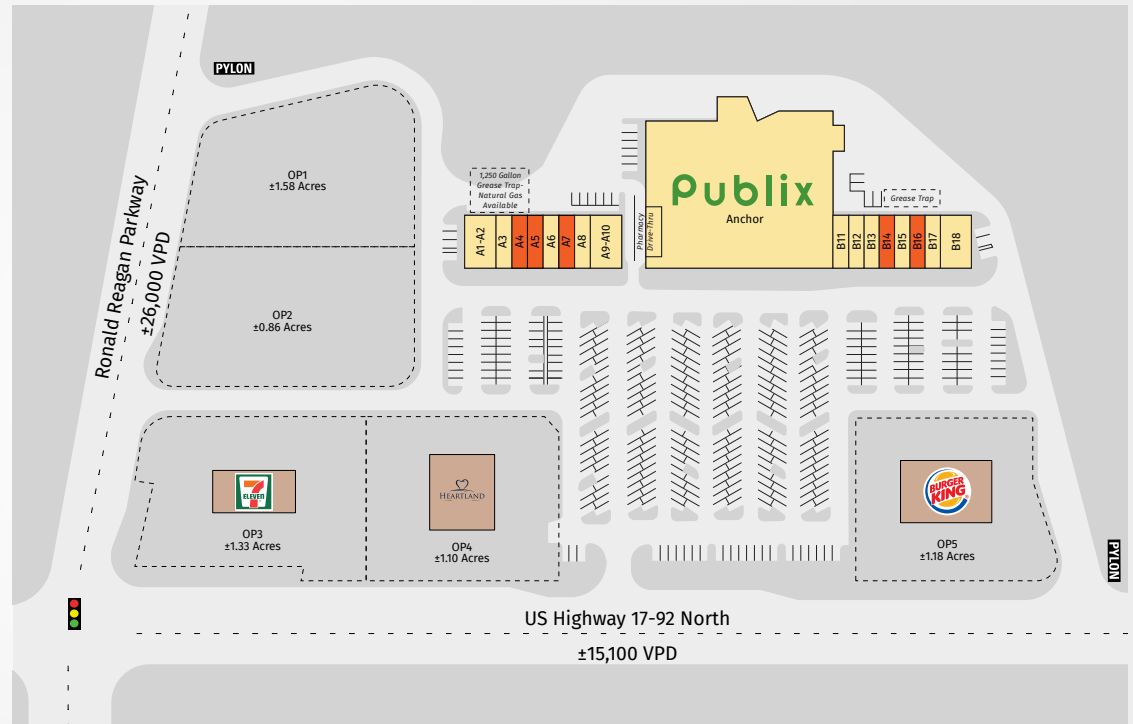 PYLON
Ronald Reagan Parkway
±26,000 VPD
OP1
±1.58 Acres
OP2
±0.86 Acres
1,250 Gallon
Grease Trap-
Natural Gas
Available
A1-A2
A3
A4
A5
A6
A7
A8
A9-A10
Pharmacy
Drive-Thru
Publix
Anchor
Grease Trap
B11
B12
B13
B14
B15
B16
B17
B18
7
ELEVEN
OP3
±1.33 Acres
HEARTLAND
OP4
±1.10 Acres
BURGER
KING
OP5
±1.18 Acres
PYLON
US Highway 17-92 North
±15,100 VPD